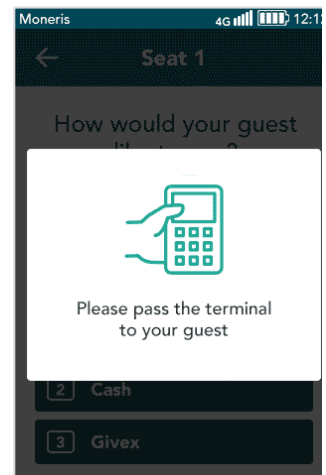 Moneris 4G 12:12
Seat 1
How would your guest
Please pass the terminal
to your guest
2 Cash
3 Givex